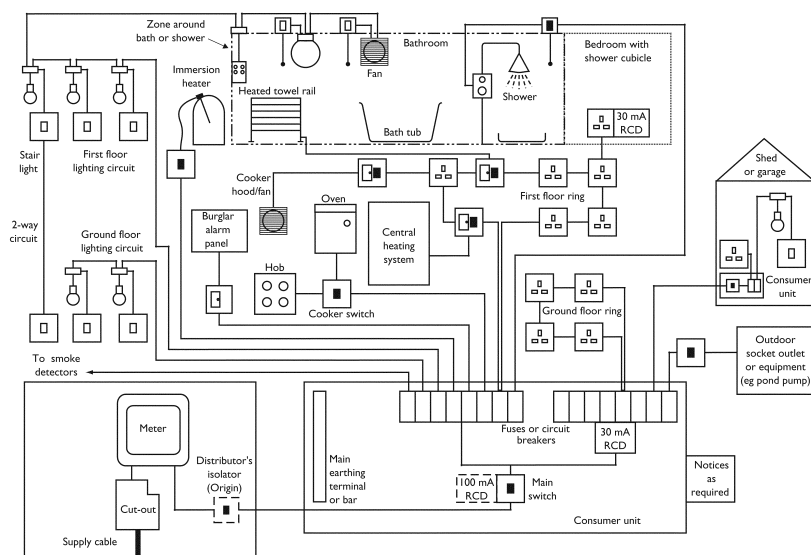 Zone around
bath or shower
Bathroom
Bedroom with
shower cubicle
Fan
Immersion
heater
Heated towel rail
Shower
Bath tub
30 mA
RCD
Shed
or garage
Stair
light
First floor
lighting circuit
Cooker
hood/fan
Oven
First floor ring
2-way
circuit
Ground floor
lighting circuit
Burglar
alarm
panel
Central
heating
system
Hob
Cooker switch
Consumer
unit
Ground floor ring
To smoke
detectors
Outdoor
socket outlet
or equipment
(eg pond pump)
Meter
Fuses or circuit
breakers
30 mA
RCD
Distributor's
isolator
(Origin)
Main
earthing
terminal
or bar
100 mA
RCD
Main
switch
Notices
as
required
Cut-out
Consumer unit
Supply cable